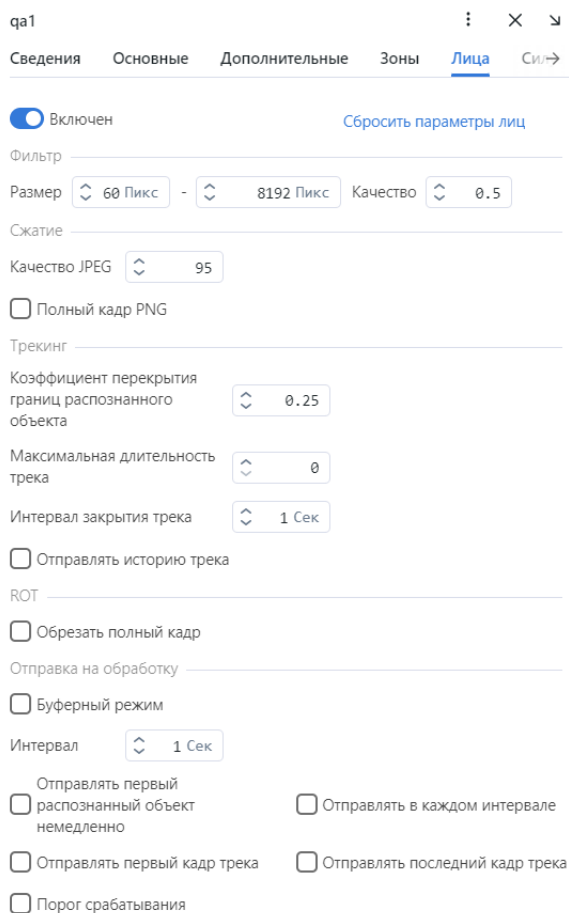 qa1
Сведения Основные Дополнительные Зоны Лица
Включен Сбросить параметры лиц
Фильтр
Размер 60 Пикс - 8192 Пикс Качество 0.5
Сжатие
Качество JPEG 95
Полный кадр PNG
Трекинг
Коэффициент перекрытия
границ распознанного
объекта
0.25
Максимальная длительность
трека
0
Интервал закрытия трека 1 Сек
Отправлять историю трека
ROT
Обрезать полный кадр
Отправка на обработку
Буферный режим
Интервал 1 Сек
Отправлять первый
распознанный объект
немедленно
Отправлять в каждом интервале
Отправлять первый кадр трека Отправлять последний кадр трека
Порог срабатывания